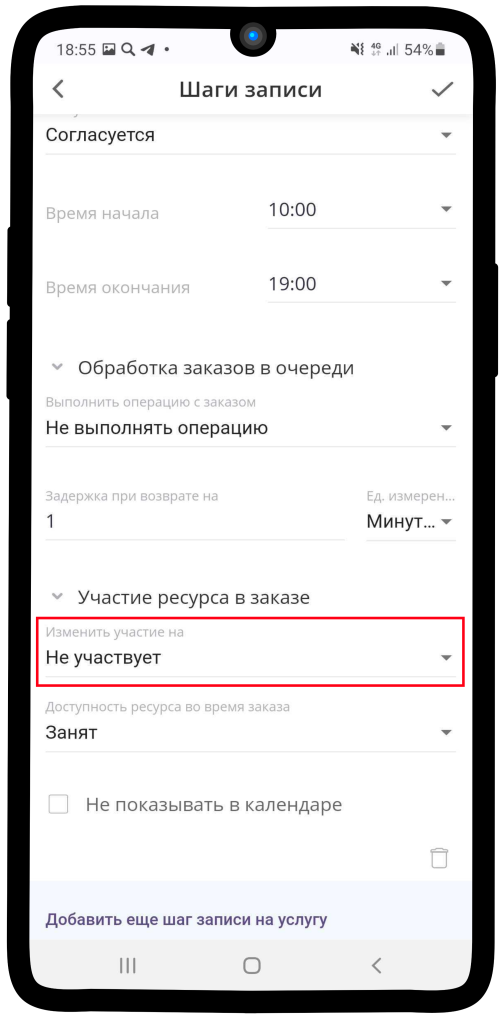 18:55
4G
54%
Шаги записи
Согласуется
Время начала
10:00
Время окончания
19:00
Обработка заказов в очереди
Выполнить операцию с заказом
Не выполнять операцию
Задержка при возврате на
Ед. измерен...
1
Минут...
Участие ресурса в заказе
Изменить участие на
Не участвует
Доступность ресурса во время заказа
Занят
Не показывать в календаре
Добавить еще шаг записи на услугу